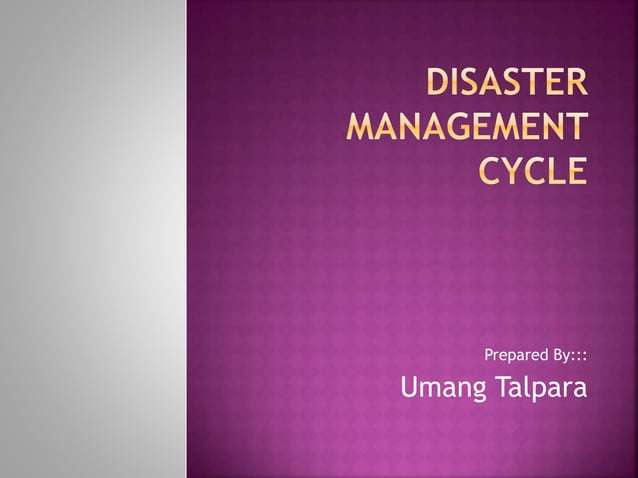 DISASTER
MANAGEMENT
CYCLE
Prepared By:::
Umang Talpara